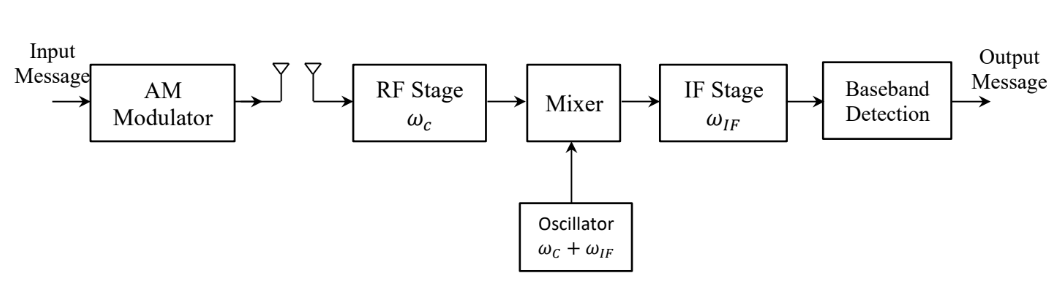 Input
Message
AM
Modulator
RF Stage
ω_c
Mixer
IF Stage
ω_IF
Baseband
Detection
Output
Message
Oscillator
ω_C + ω_IF